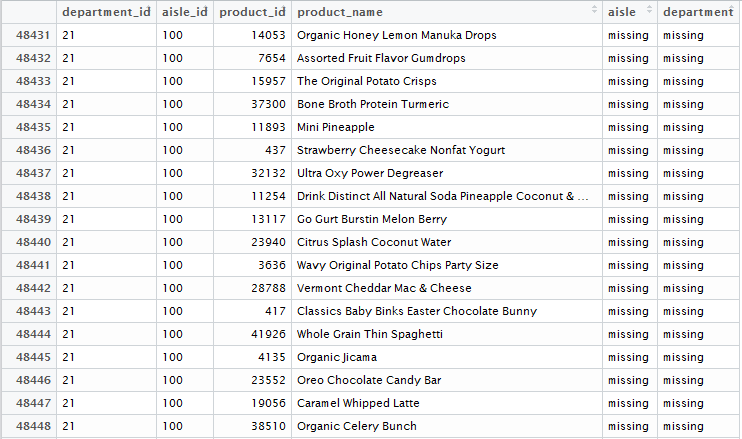 department_id aisle_id product_id product_name aisle department
48431 21 100 14053 Organic Honey Lemon Manuka Drops missing missing
48432 21 100 7654 Assorted Fruit Flavor Gumdrops missing missing
48433 21 100 15957 The Original Potato Crisps missing missing
48434 21 100 37300 Bone Broth Protein Turmeric missing missing
48435 21 100 11893 Mini Pineapple missing missing
48436 21 100 437 Strawberry Cheesecake Nonfat Yogurt missing missing
48437 21 100 32132 Ultra Oxy Power Degreaser missing missing
48438 21 100 11254 Drink Distinct All Natural Soda Pineapple Coconut & ... missing missing
48439 21 100 13117 Go Gurt Burstin Melon Berry missing missing
48440 21 100 23940 Citrus Splash Coconut Water missing missing
48441 21 100 3636 Wavy Original Potato Chips Party Size missing missing
48442 21 100 28788 Vermont Cheddar Mac & Cheese missing missing
48443 21 100 417 Classics Baby Binks Easter Chocolate Bunny missing missing
48444 21 100 41926 Whole Grain Thin Spaghetti missing missing
48445 21 100 4135 Organic Jicama missing missing
48446 21 100 23552 Oreo Chocolate Candy Bar missing missing
48447 21 100 19056 Caramel Whipped Latte missing missing
48448 21 100 38510 Organic Celery Bunch missing missing